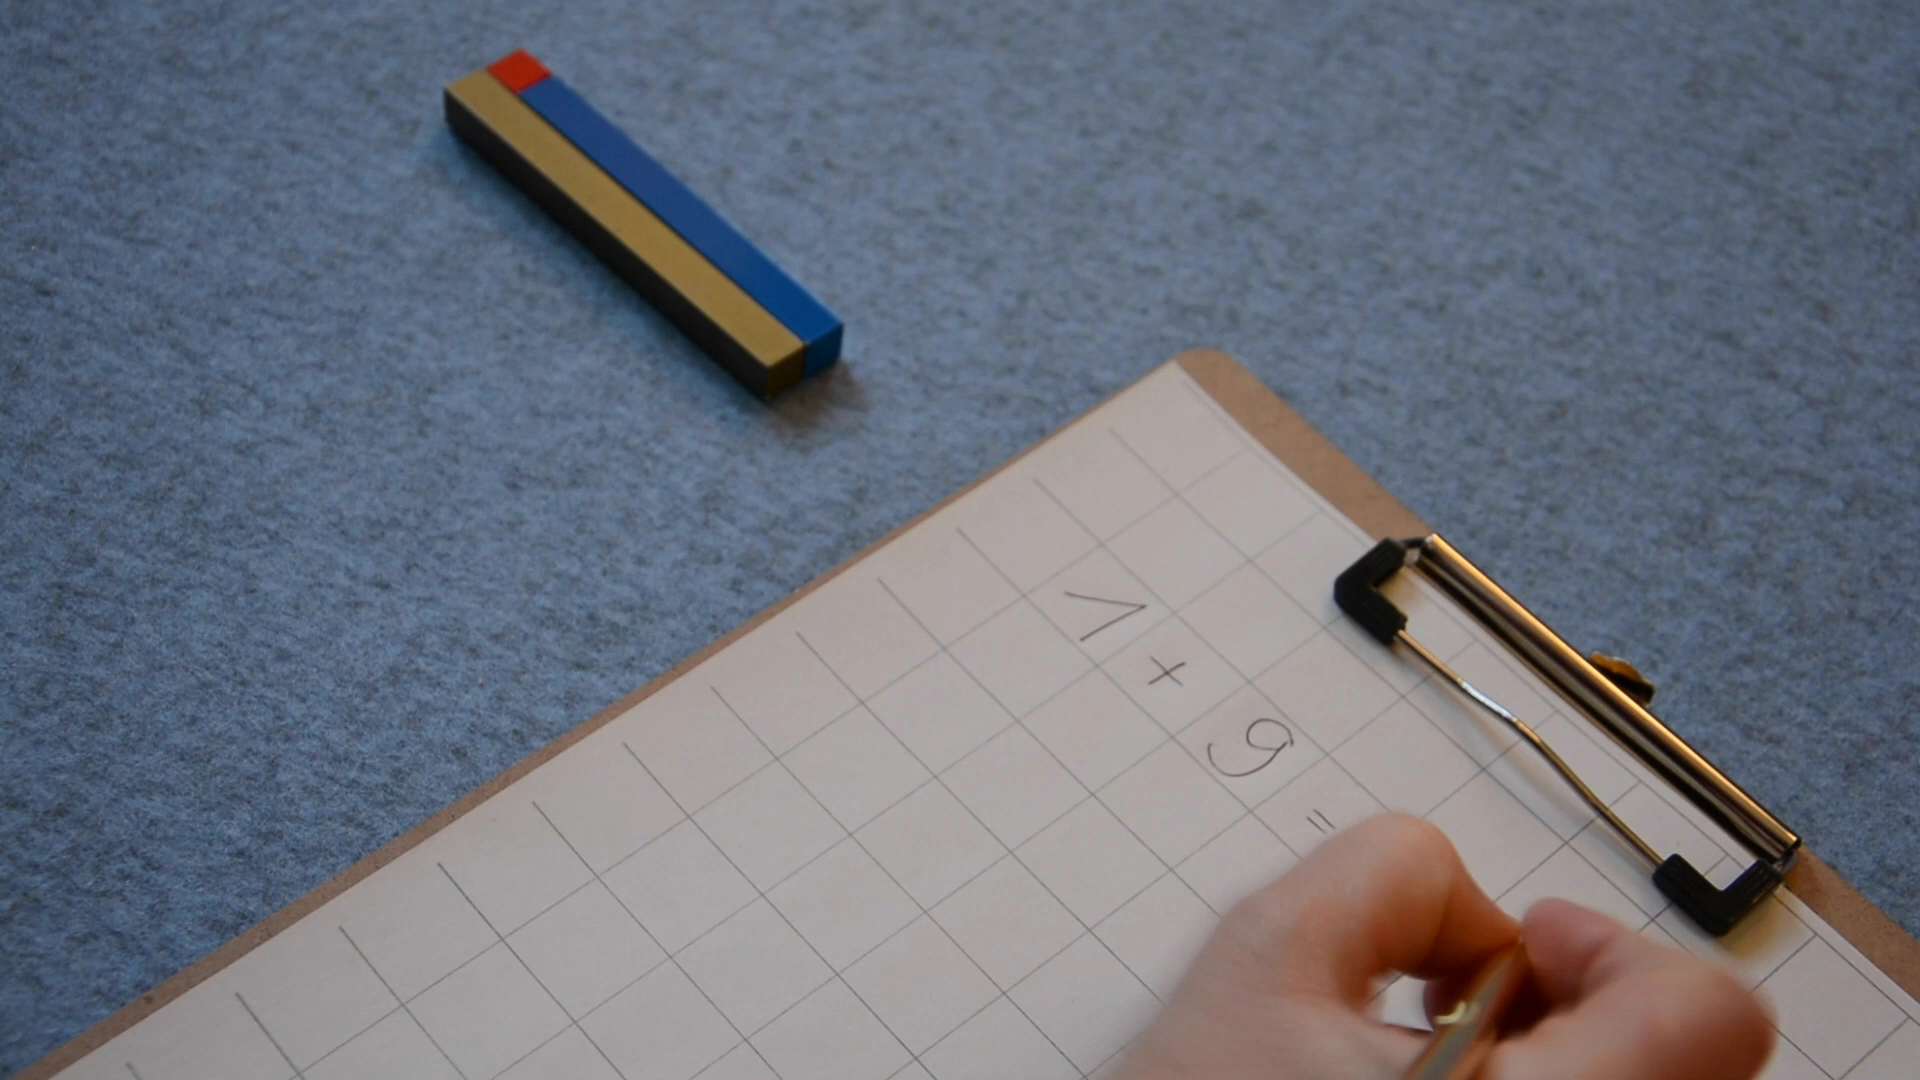 1 + 9 =